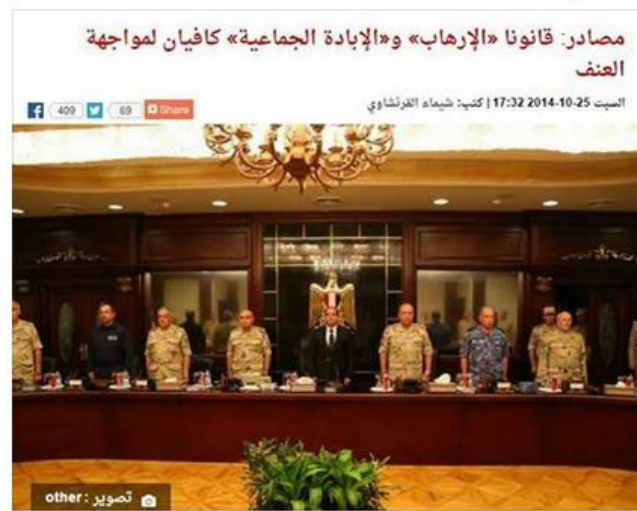 مصادر: قانونا «الإرهاب» و«الإبادة الجماعية» كافيان لمواجهة
العنف
السبت 25-10-2014 17:32 | كتب: شيماء القرنشاوي
409 69 Share
تصوير : other